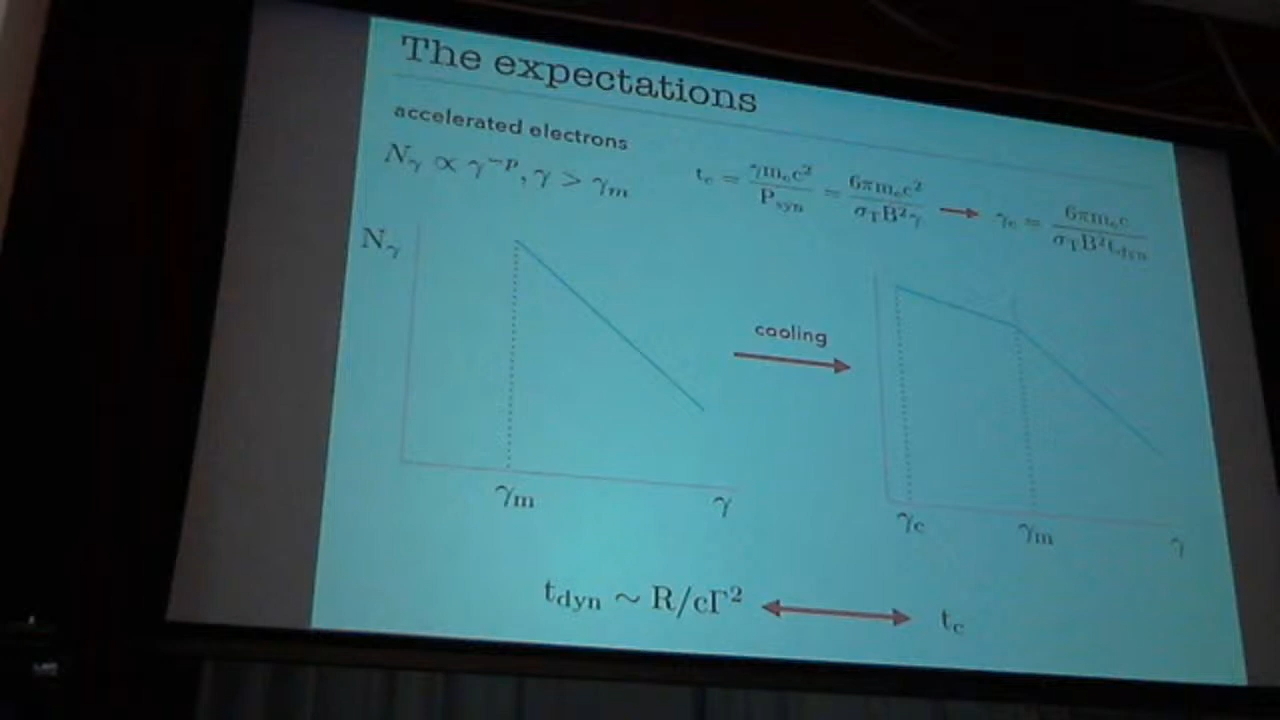 The expectations
accelerated electrons
N_γ ∝ γ^{-p}, γ > γ_m
t_c = γm_ec²/P_syn = 6πm_ec²/σ_TB²γ → γ_c = 6πm_ec/σ_TB²t_dyn
N_γ
cooling
γ_m γ
γ_c γ_m γ
t_dyn ~ R/cΓ² ↔ t_c